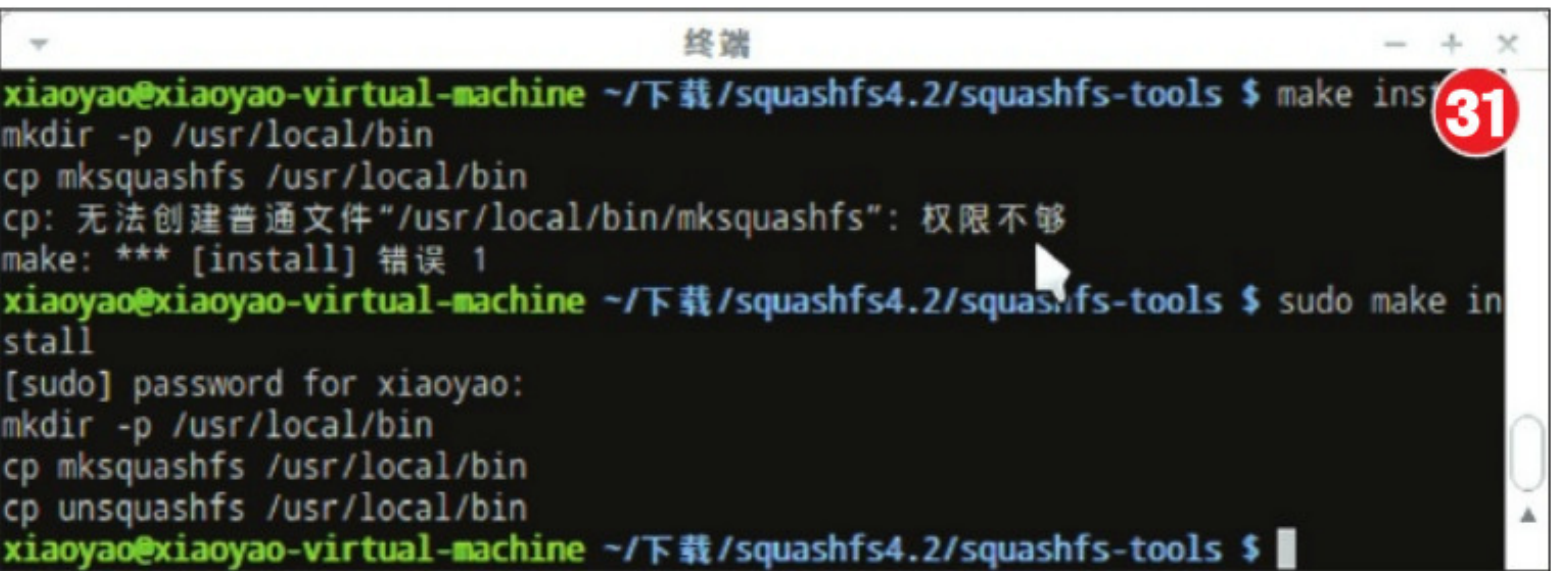 终端
xiaoyao@xiaoyao-virtual-machine ~/下载/squashfs4.2/squashfs-tools $ make inst
31
mkdir -p /usr/local/bin
cp mksquashfs /usr/local/bin
cp: 无法创建普通文件“/usr/local/bin/mksquashfs”: 权限不够
make: *** [install] 错误 1
xiaoyao@xiaoyao-virtual-machine ~/下载/squashfs4.2/squashfs-tools $ sudo make in
stall
[sudo] password for xiaoyao:
mkdir -p /usr/local/bin
cp mksquashfs /usr/local/bin
cp unsquashfs /usr/local/bin
xiaoyao@xiaoyao-virtual-machine ~/下载/squashfs4.2/squashfs-tools $